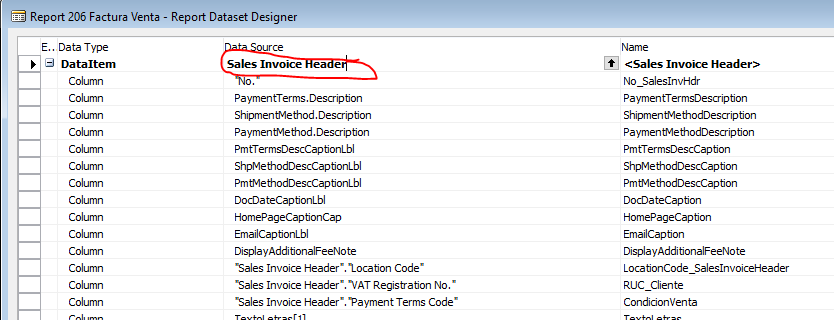 Report 206 Factura Venta - Report Dataset Designer
E.. Data Type Data Source Name
DataItem Sales Invoice Header <Sales Invoice Header>
Column "No." No_SalesInvHdr
Column PaymentTerms.Description PaymentTermsDescription
Column ShipmentMethod.Description ShipmentMethodDescription
Column PaymentMethod.Description PaymentMethodDescription
Column PmtTermsDescCaptionLbl PmtTermsDescCaption
Column ShpMethodDescCaptionLbl ShpMethodDescCaption
Column PmtMethodDescCaptionLbl PmtMethodDescCaption
Column DocDateCaptionLbl DocDateCaption
Column HomePageCaptionCap HomePageCaption
Column EmailCaptionLbl EmailCaption
Column DisplayAdditionalFeeNote DisplayAdditionalFeeNote
Column "Sales Invoice Header"."Location Code" LocationCode_SalesInvoiceHeader
Column "Sales Invoice Header"."VAT Registration No." RUC_Cliente
Column "Sales Invoice Header"."Payment Terms Code" CondicionVenta
Column TextoLetras[1] TextoLetras